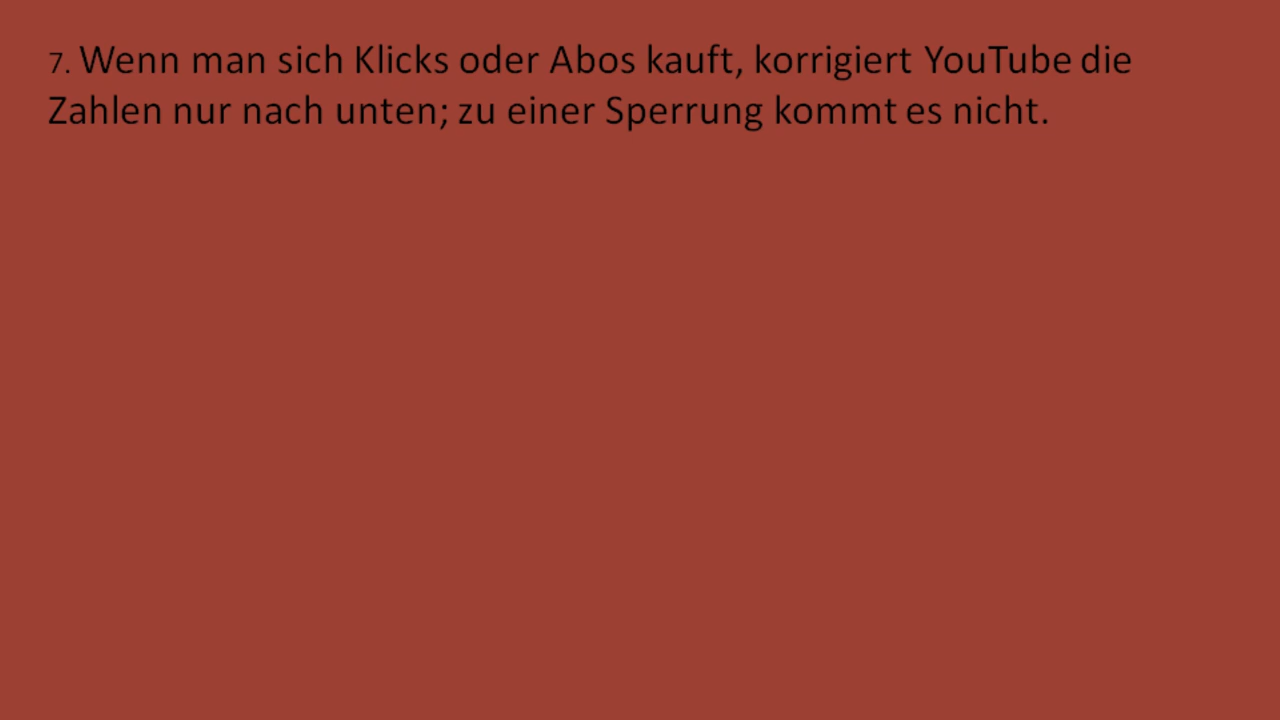 7. Wenn man sich Klicks oder Abos kauft, korrigiert YouTube die
Zahlen nur nach unten; zu einer Sperrung kommt es nicht.